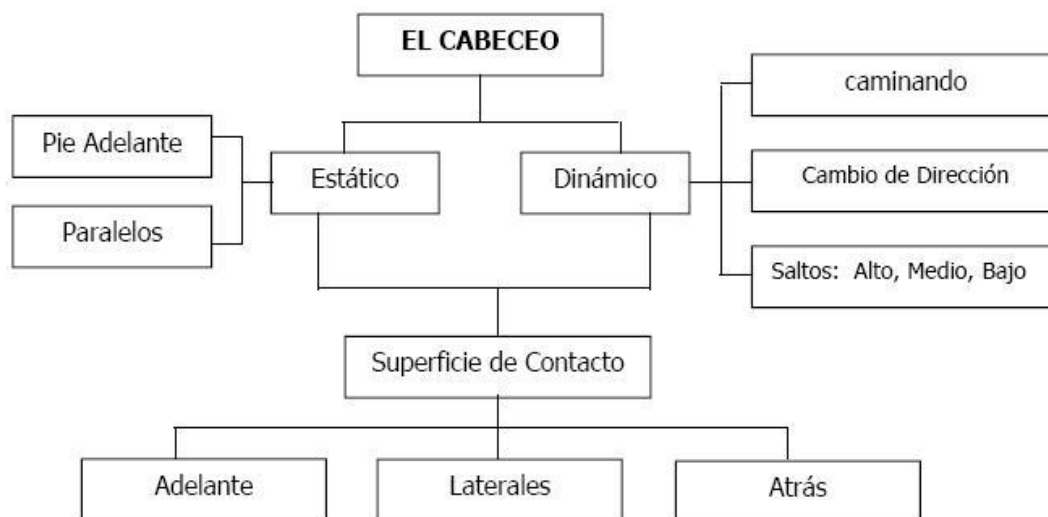 EL CABECEO
caminando
Pie Adelante
Estático
Dinámico
Cambio de Dirección
Paralelos
Saltos: Alto, Medio, Bajo
Superficie de Contacto
Adelante
Laterales
Atrás